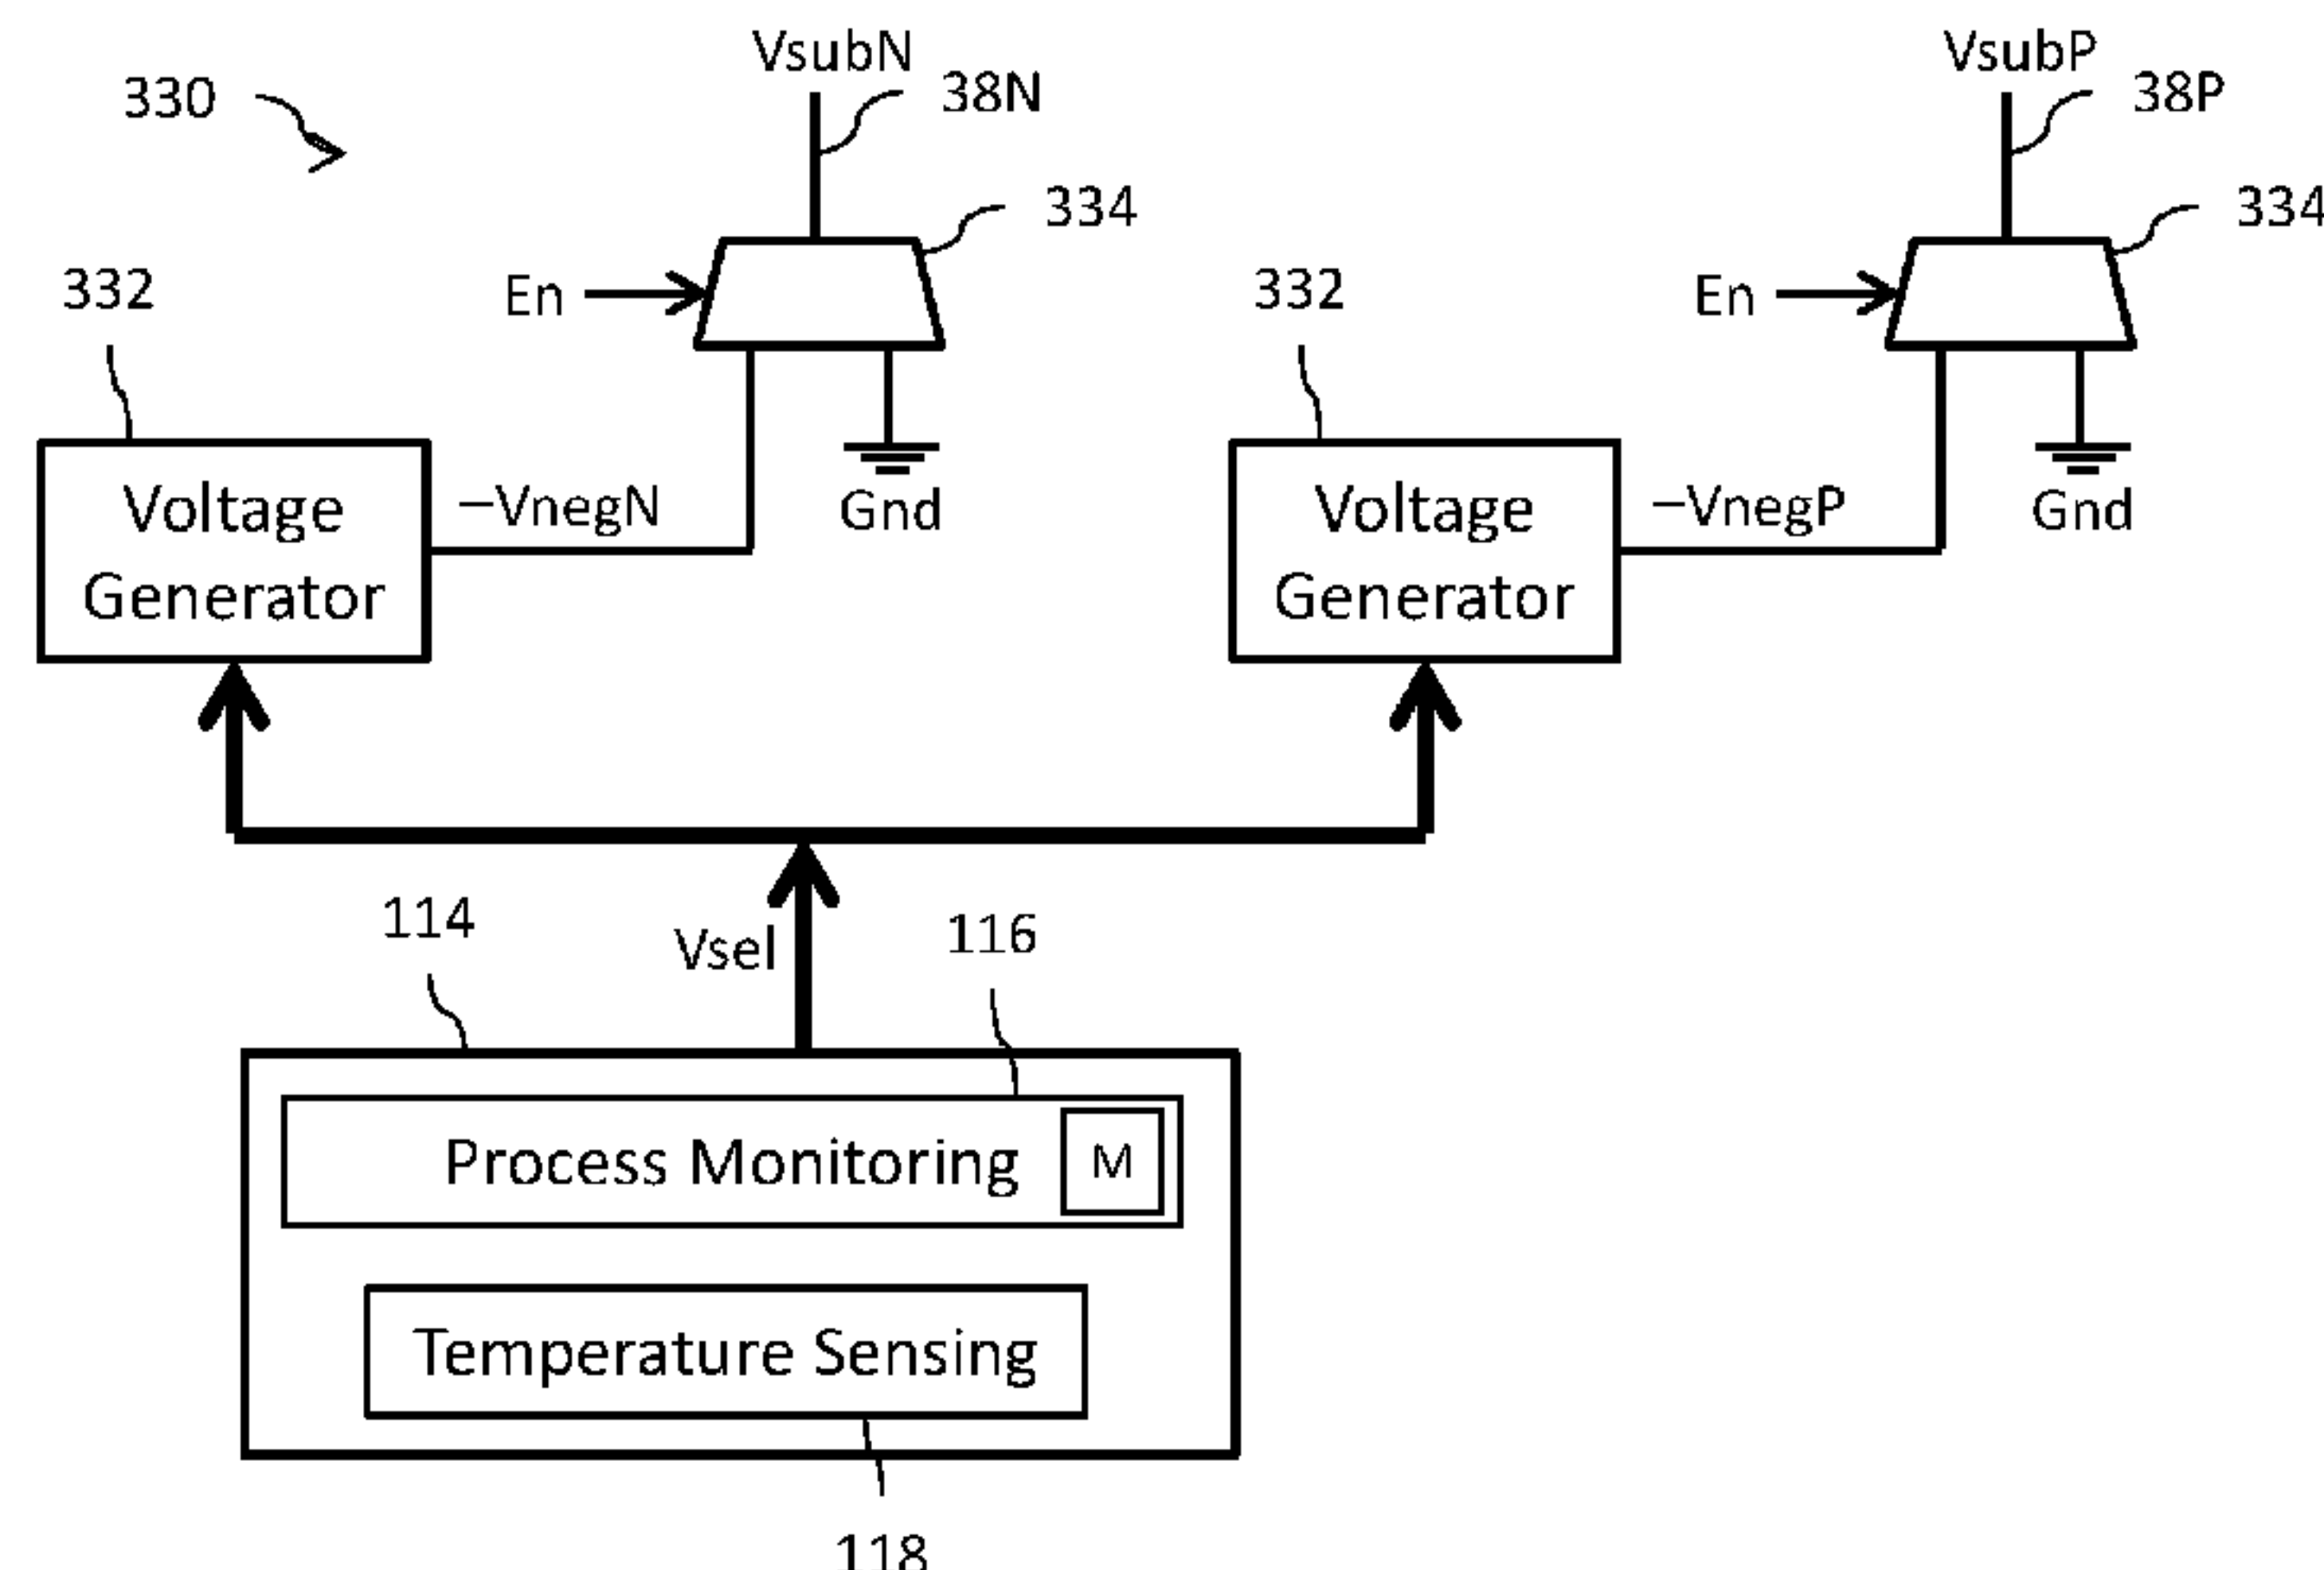 VsubN
VsubP
330
38N
38P
334
334
332
En
332
En
Voltage
Generator
–VnegN
Gnd
Voltage
Generator
–VnegP
Gnd
114
Vsel
116
Process Monitoring
M
Temperature Sensing
118